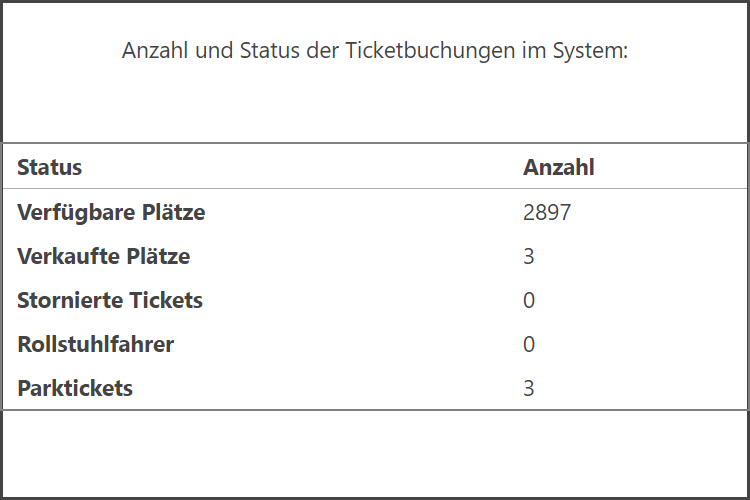 Anzahl und Status der Ticketbuchungen im System:
Status Anzahl
Verfügbare Plätze 2897
Verkaufte Plätze 3
Stornierte Tickets 0
Rollstuhlfahrer 0
Parktickets 3